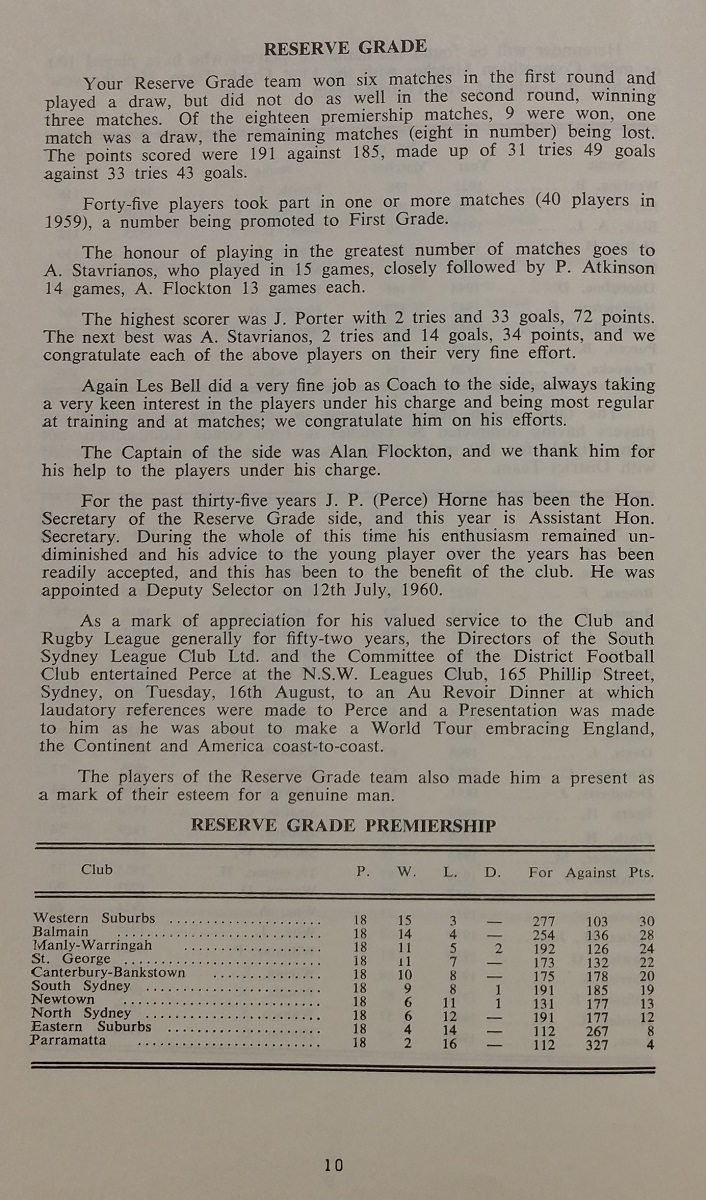 RESERVE GRADE
Your Reserve Grade team won six matches in the first round and
played a draw, but did not do as well in the second round, winning
three matches. Of the eighteen premiership matches, 9 were won, one
match was a draw, the remaining matches (eight in number) being lost.
The points scored were 191 against 185, made up of 31 tries 49 goals
against 33 tries 43 goals.
Forty-five players took part in one or more matches (40 players in
1959), a number being promoted to First Grade.
The honour of playing in the greatest number of matches goes to
A. Stavrianos, who played in 15 games, closely followed by P. Atkinson
14 games, A. Flockton 13 games each.
The highest scorer was J. Porter with 2 tries and 33 goals, 72 points.
The next best was A. Stavrianos, 2 tries and 14 goals, 34 points, and we
congratulate each of the above players on their very fine effort.
Again Les Bell did a very fine job as Coach to the side, always taking
a very keen interest in the players under his charge and being most regular
at training and at matches; we congratulate him on his efforts.
The Captain of the side was Alan Flockton, and we thank him for
his help to the players under his charge.
For the past thirty-five years J. P. (Perce) Horne has been the Hon.
Secretary of the Reserve Grade side, and this year is Assistant Hon.
Secretary. During the whole of this time his enthusiasm remained un-
diminished and his advice to the young player over the years has been
readily accepted, and this has been to the benefit of the club. He was
appointed a Deputy Selector on 12th July, 1960.
As a mark of appreciation for his valued service to the Club and
Rugby League generally for fifty-two years, the Directors of the South
Sydney League Club Ltd. and the Committee of the District Football
Club entertained Perce at the N.S.W. Leagues Club, 165 Phillip Street,
Sydney, on Tuesday, 16th August, to an Au Revoir Dinner at which
laudatory references were made to Perce and a Presentation was made
to him as he was about to make a World Tour embracing England,
the Continent and America coast-to-coast.
The players of the Reserve Grade team also made him a present as
a mark of their esteem for a genuine man.
RESERVE GRADE PREMIERSHIP
Club P. W. L. D. For Against Pts.
Western Suburbs ...................... 18 15 3 — 277 103 30
Balmain ............................. 18 14 4 — 254 136 28
Manly-Warringah .................... 18 11 5 2 192 126 24
St. George ............................ 18 11 7 — 173 132 22
Canterbury-Bankstown ............... 18 10 8 — 175 178 20
South Sydney ......................... 18 9 8 1 191 185 19
Newtown ............................ 18 6 11 1 131 177 13
North Sydney ......................... 18 6 12 — 191 177 12
Eastern Suburbs ...................... 18 4 14 — 112 267 8
Parramatta .......................... 18 2 16 — 112 327 4
10